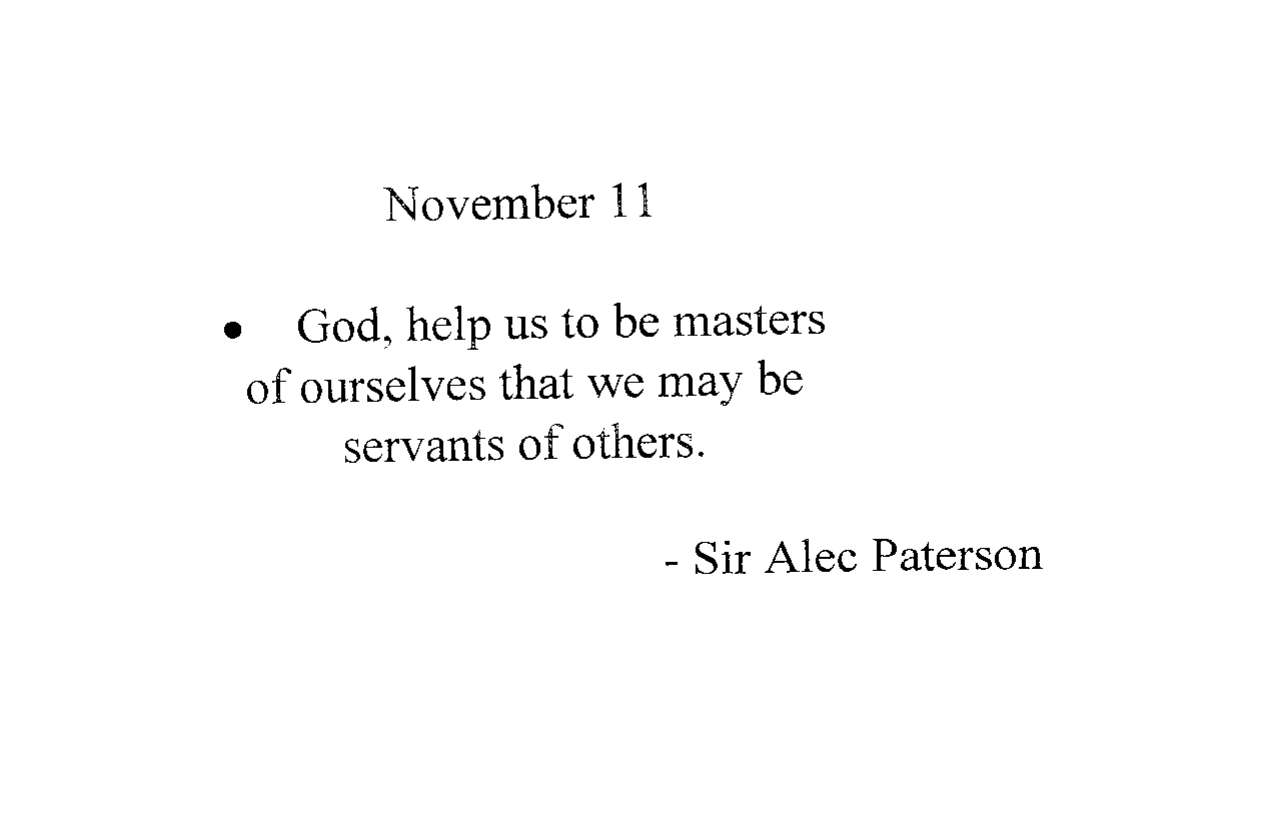 November 11
• God, help us to be masters
of ourselves that we may be
servants of others.
- Sir Alec Paterson